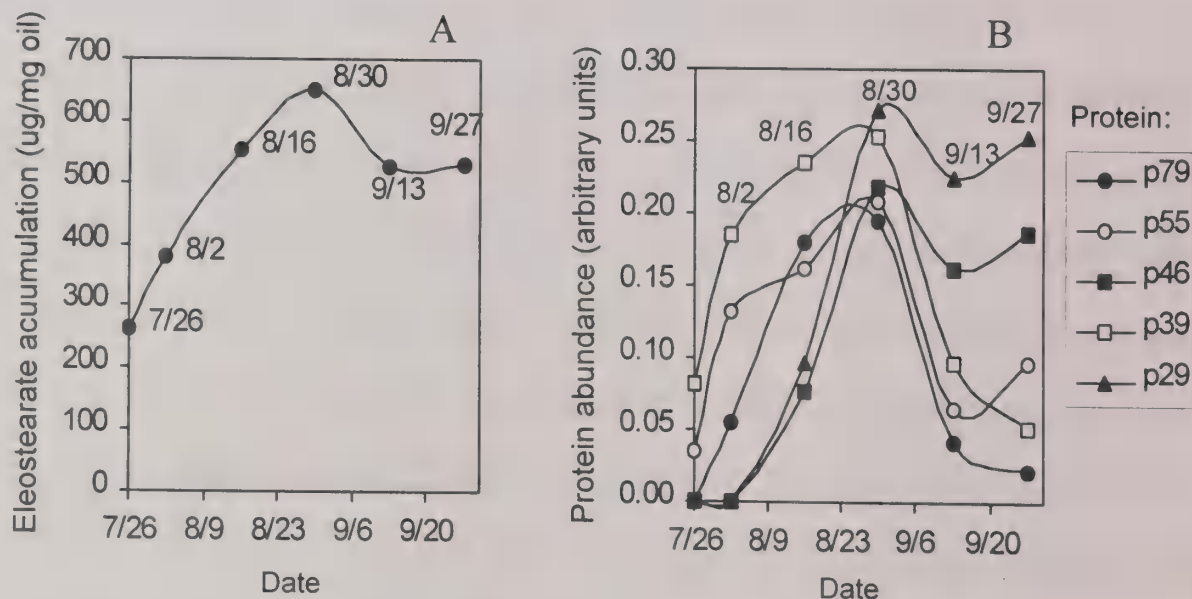 A
Eleostearate acuumulation (ug/mg oil)
700
600
500
400
300
200
100
0
7/26
8/2
8/16
8/30
9/13
9/27
7/26 8/9 8/23 9/6 9/20
Date
B
Protein abundance (arbitrary units)
0.30
0.25
0.20
0.15
0.10
0.05
0.00
8/2
8/16
8/30
9/13
9/27
7/26 8/9 8/23 9/6 9/20
Date
Protein:
p79
p55
p46
p39
p29